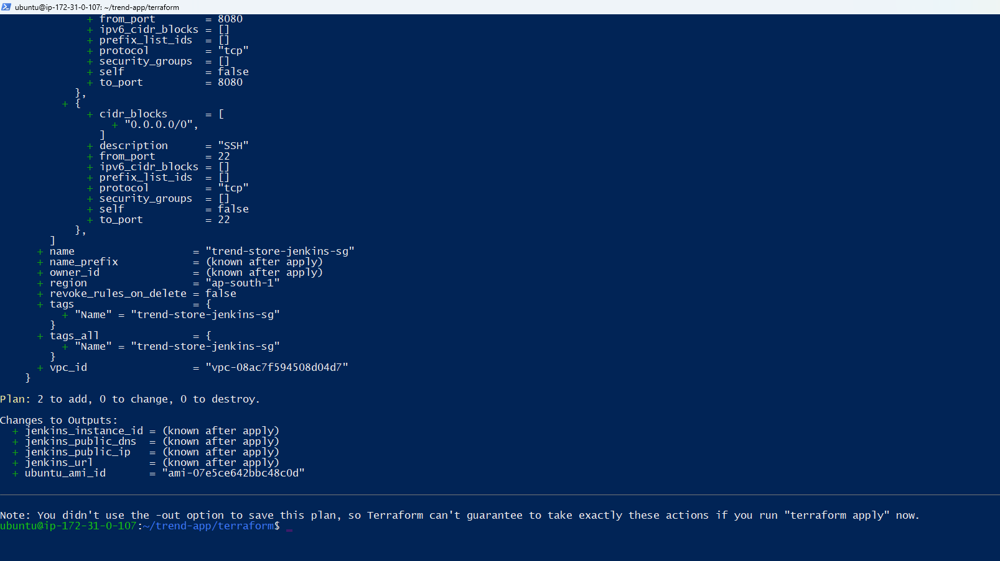 ubuntu@ip-172-31-0-107: ~/trend-app/terraform
              + from_port        = 8080
              + ipv6_cidr_blocks = []
              + prefix_list_ids  = []
              + protocol         = "tcp"
              + security_groups  = []
              + self             = false
              + to_port          = 8080
            },
          + {
              + cidr_blocks      = [
                  + "0.0.0.0/0",
                ]
              + description      = "SSH"
              + from_port        = 22
              + ipv6_cidr_blocks = []
              + prefix_list_ids  = []
              + protocol         = "tcp"
              + security_groups  = []
              + self             = false
              + to_port          = 22
            },
        ]
      + name                   = "trend-store-jenkins-sg"
      + name_prefix            = (known after apply)
      + owner_id               = (known after apply)
      + region                 = "ap-south-1"
      + revoke_rules_on_delete = false
      + tags                   = {
          + "Name" = "trend-store-jenkins-sg"
        }
      + tags_all               = {
          + "Name" = "trend-store-jenkins-sg"
        }
      + vpc_id                 = "vpc-08ac7f594508d04d7"
    }
Plan: 2 to add, 0 to change, 0 to destroy.
Changes to Outputs:
  + jenkins_instance_id = (known after apply)
  + jenkins_public_dns  = (known after apply)
  + jenkins_public_ip   = (known after apply)
  + jenkins_url         = (known after apply)
  + ubuntu_ami_id       = "ami-07e5ce642bbc48c0d"
Note: You didn't use the -out option to save this plan, so Terraform can't guarantee to take exactly these actions if you run "terraform apply" now.
ubuntu@ip-172-31-0-107:~/trend-app/terraform$